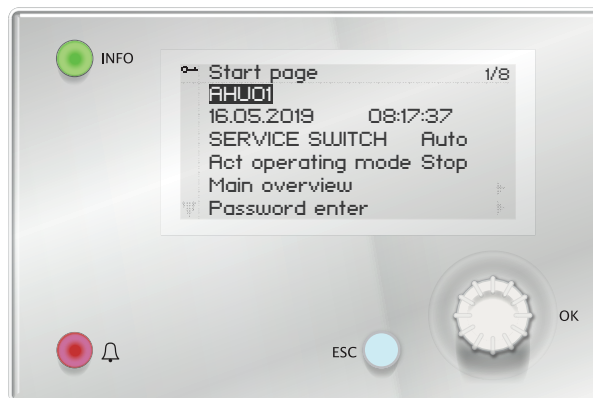 INFO
Start page 1/8
AHU01
16.05.2019 08:17:37
SERVICE SWITCH Auto
Act operating mode Stop
Main overview
Password enter
OK
ESC